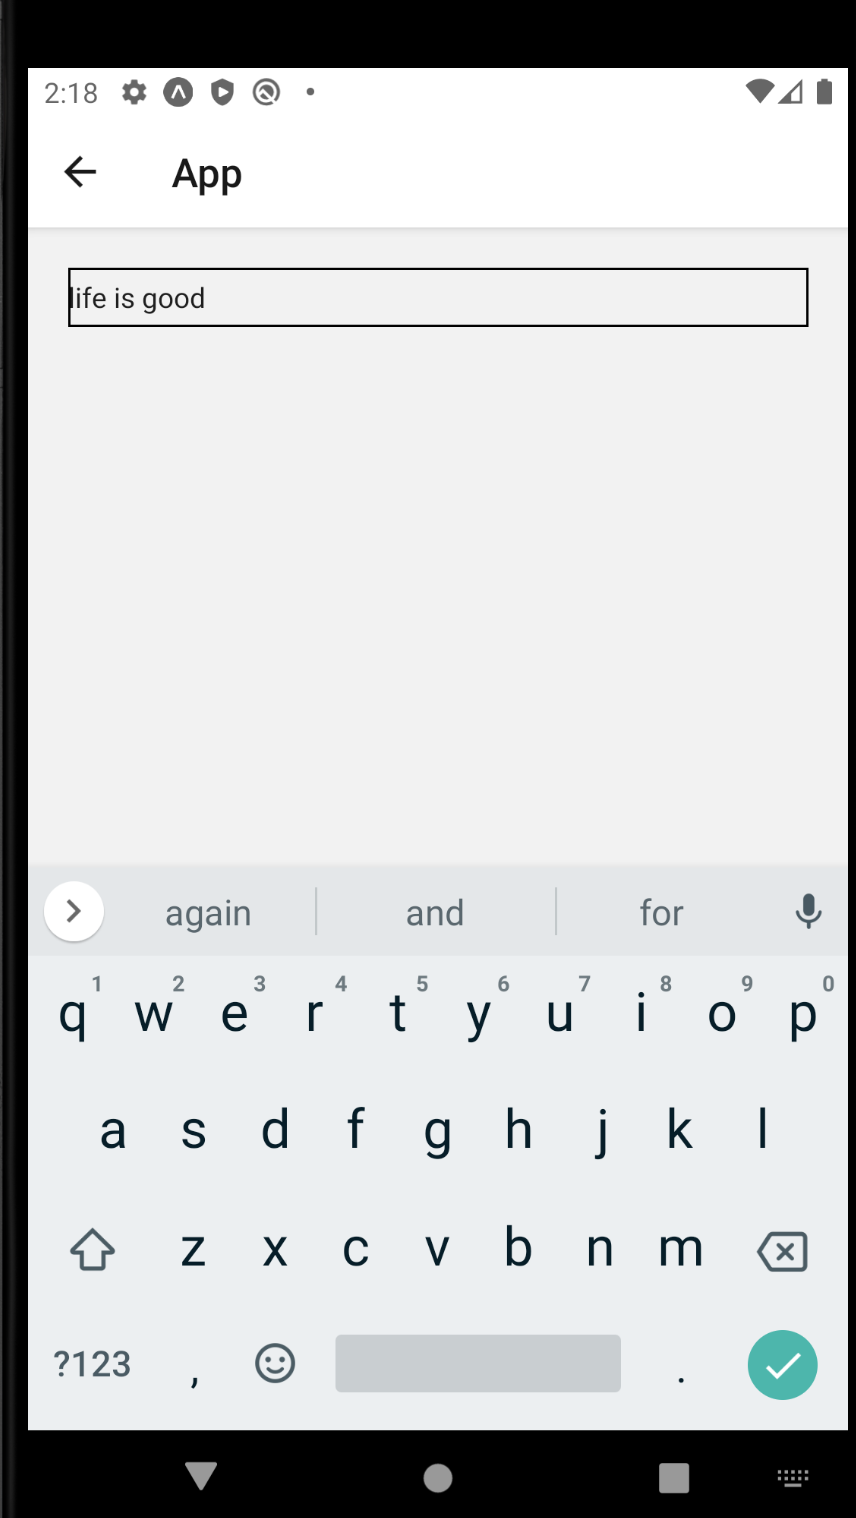 2:18
App
life is good
again and for
1 2 3 4 5 6 7 8 9 0
q w e r t y u i o p
a s d f g h j k l
z x c v b n m
?123 , .